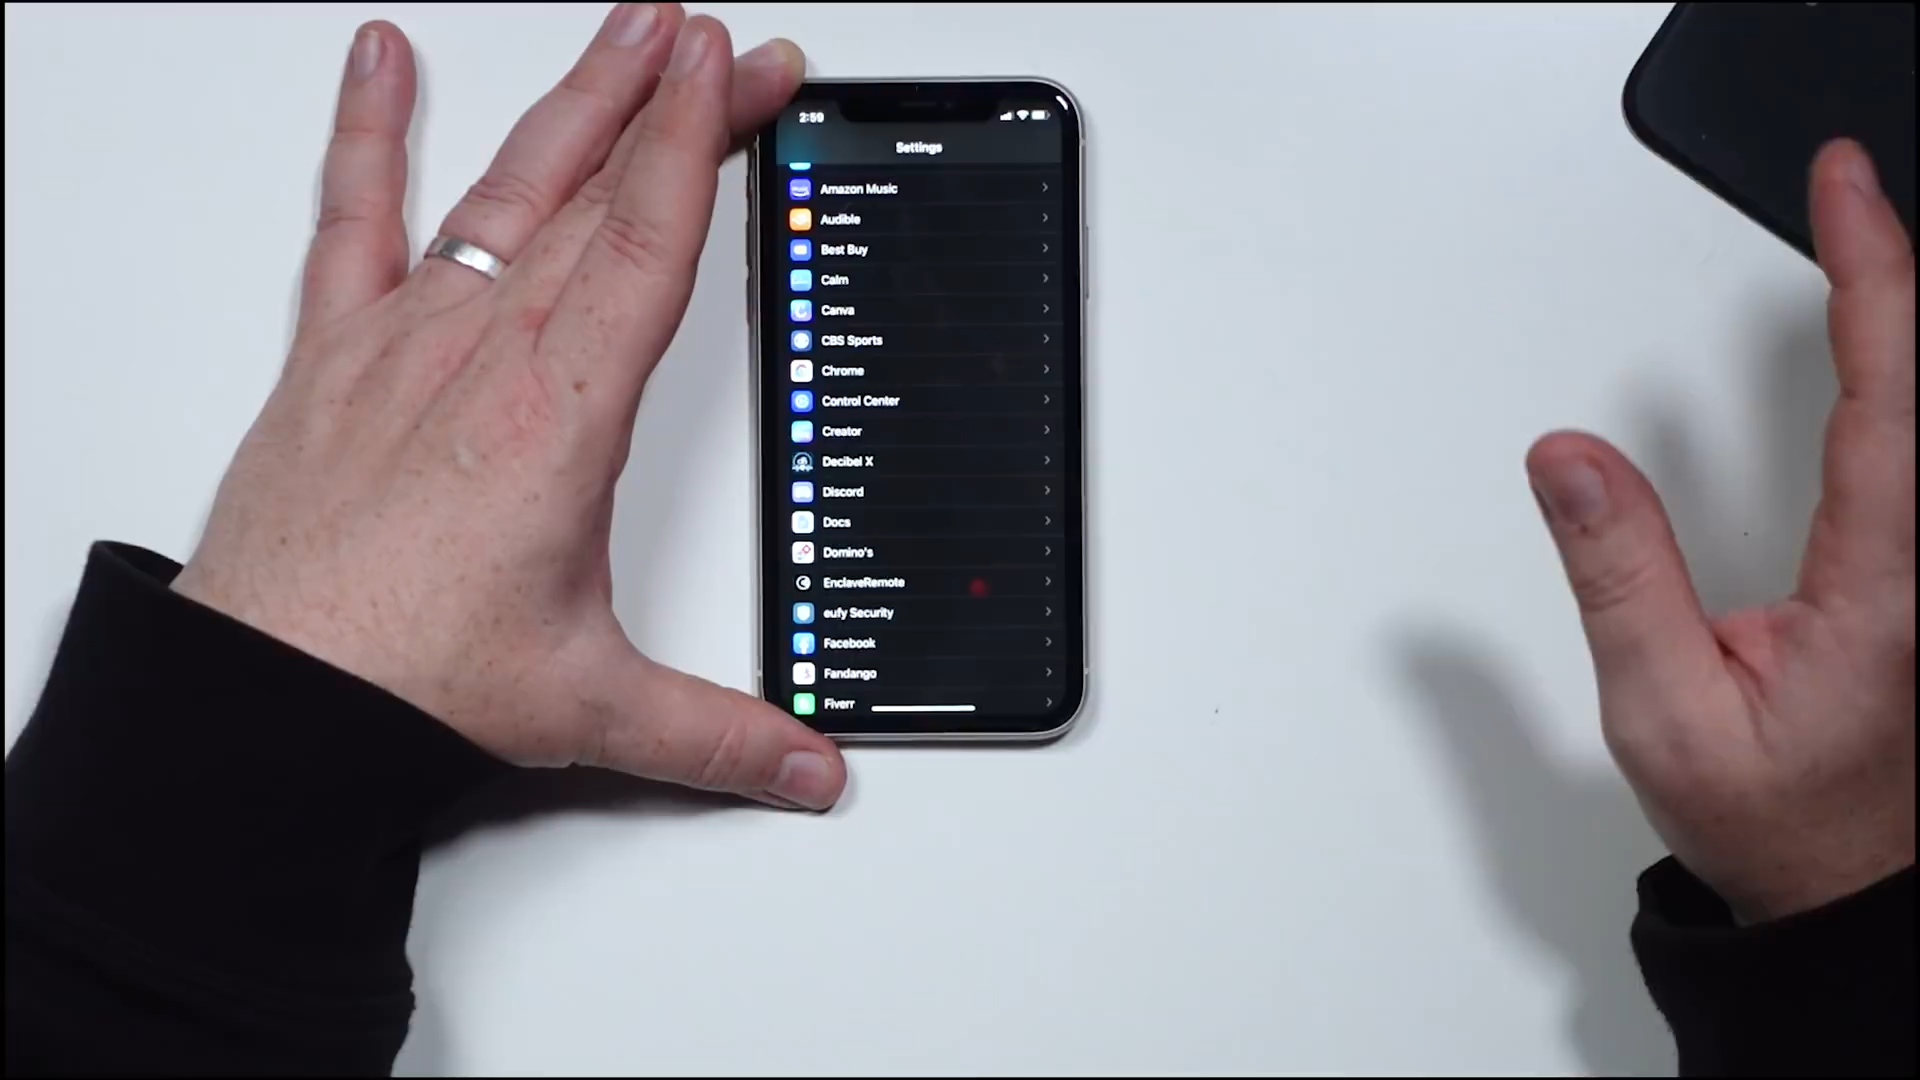 2:59
Settings
Amazon Music
Audible
Best Buy
Calm
Canva
CBS Sports
Chrome
Control Center
Creator
Decibel X
Discord
Docs
Domino's
EnclaveRemote
eufy Security
Facebook
Fandango
Fiverr